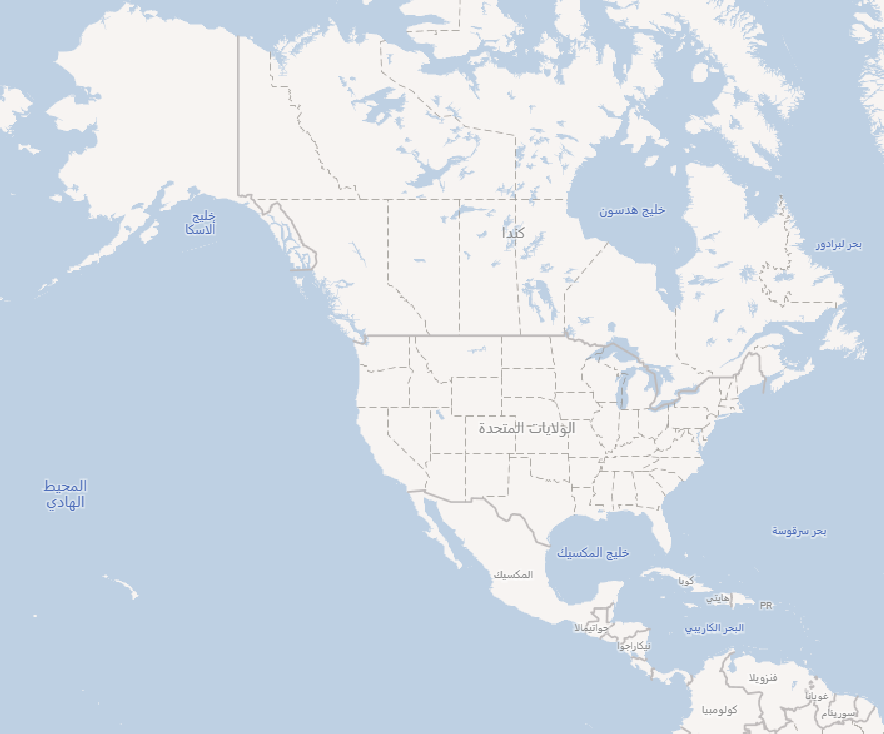 خليج
ألاسكا
خليج هدسون
كندا
بحر لبرادور
الولايات المتحدة
المحيط
الهادي
بحر سرقوسة
خليج المكسيك
المكسيك
كوبا
هايتي
PR
جواتيمالا
البحر الكاريبي
نيكاراجوا
فنزويلا
غويانا
كولومبيا
سورينام